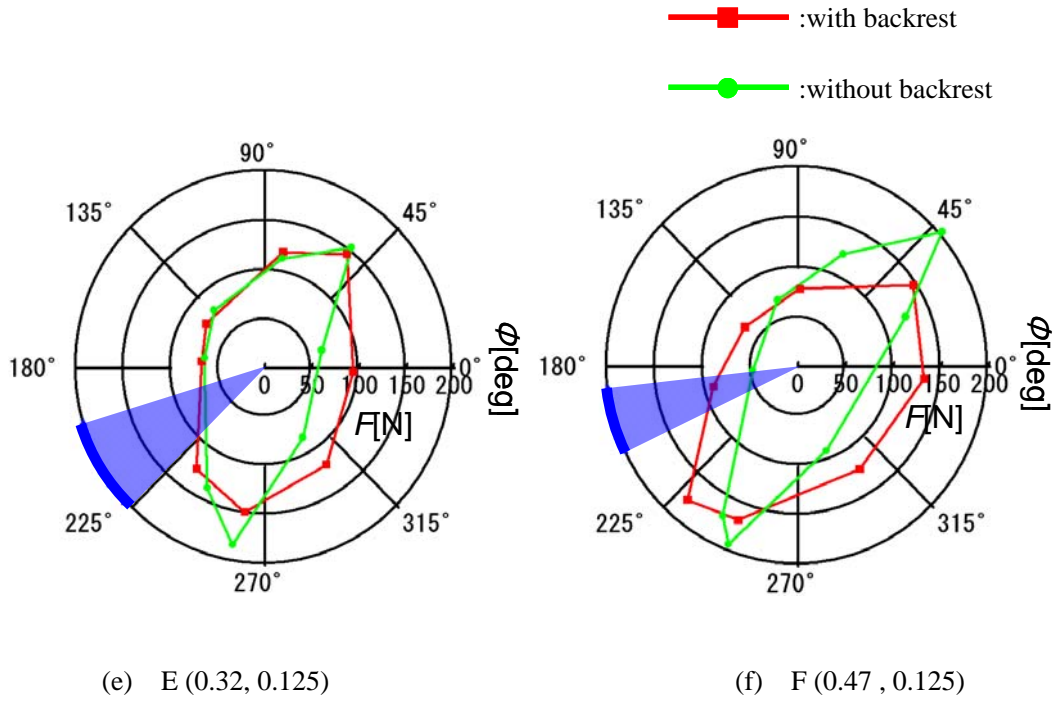 :with backrest
:without backrest
90°
135°
45°
180°
0°
0 50 100 150 200
F[N]
Φ[deg]
225°
315°
270°
90°
135°
45°
180°
0°
0 50 100 150 200
F[N]
Φ[deg]
225°
315°
270°
(e) E (0.32, 0.125)
(f) F (0.47 , 0.125)